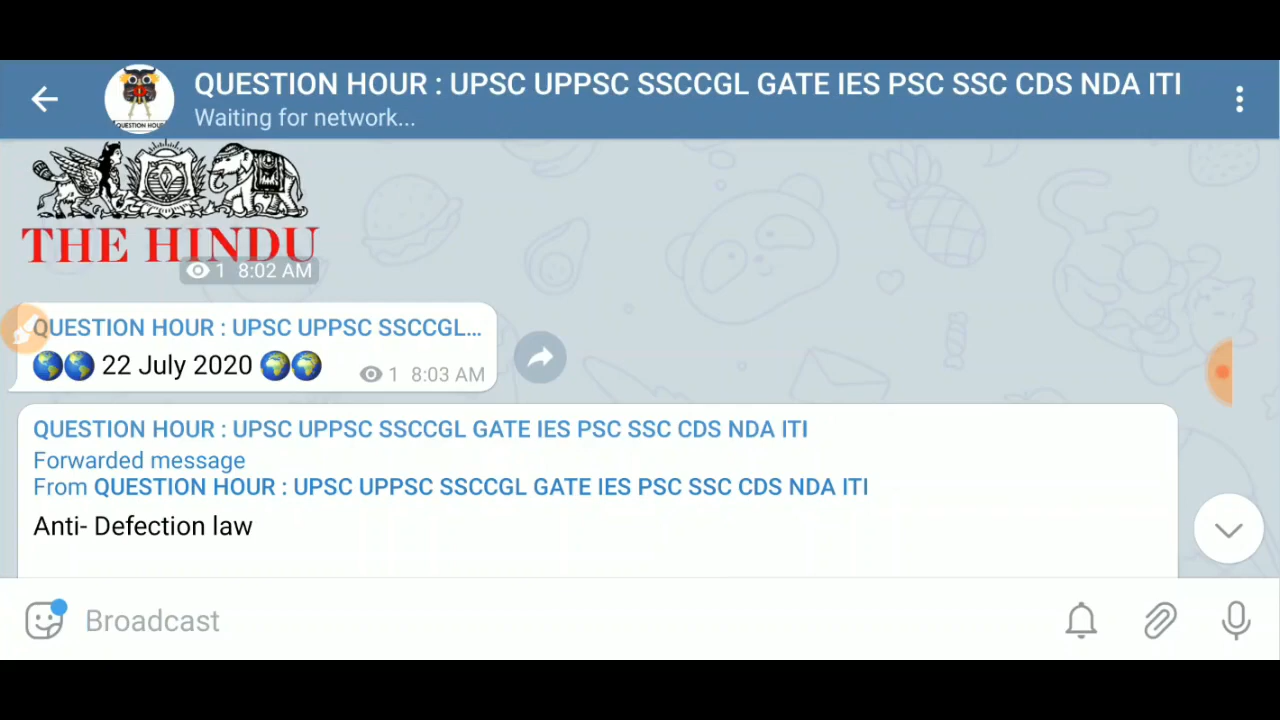 QUESTION HOUR : UPSC UPPSC SSCCGL GATE IES PSC SSC CDS NDA ITI
Waiting for network...
QUESTION HOUR
THE HINDU
1 8:02 AM
QUESTION HOUR : UPSC UPPSC SSCCGL...
🌎🌎 22 July 2020 🌍🌍 1 8:03 AM
QUESTION HOUR : UPSC UPPSC SSCCGL GATE IES PSC SSC CDS NDA ITI
Forwarded message
From QUESTION HOUR : UPSC UPPSC SSCCGL GATE IES PSC SSC CDS NDA ITI
Anti- Defection law
Broadcast